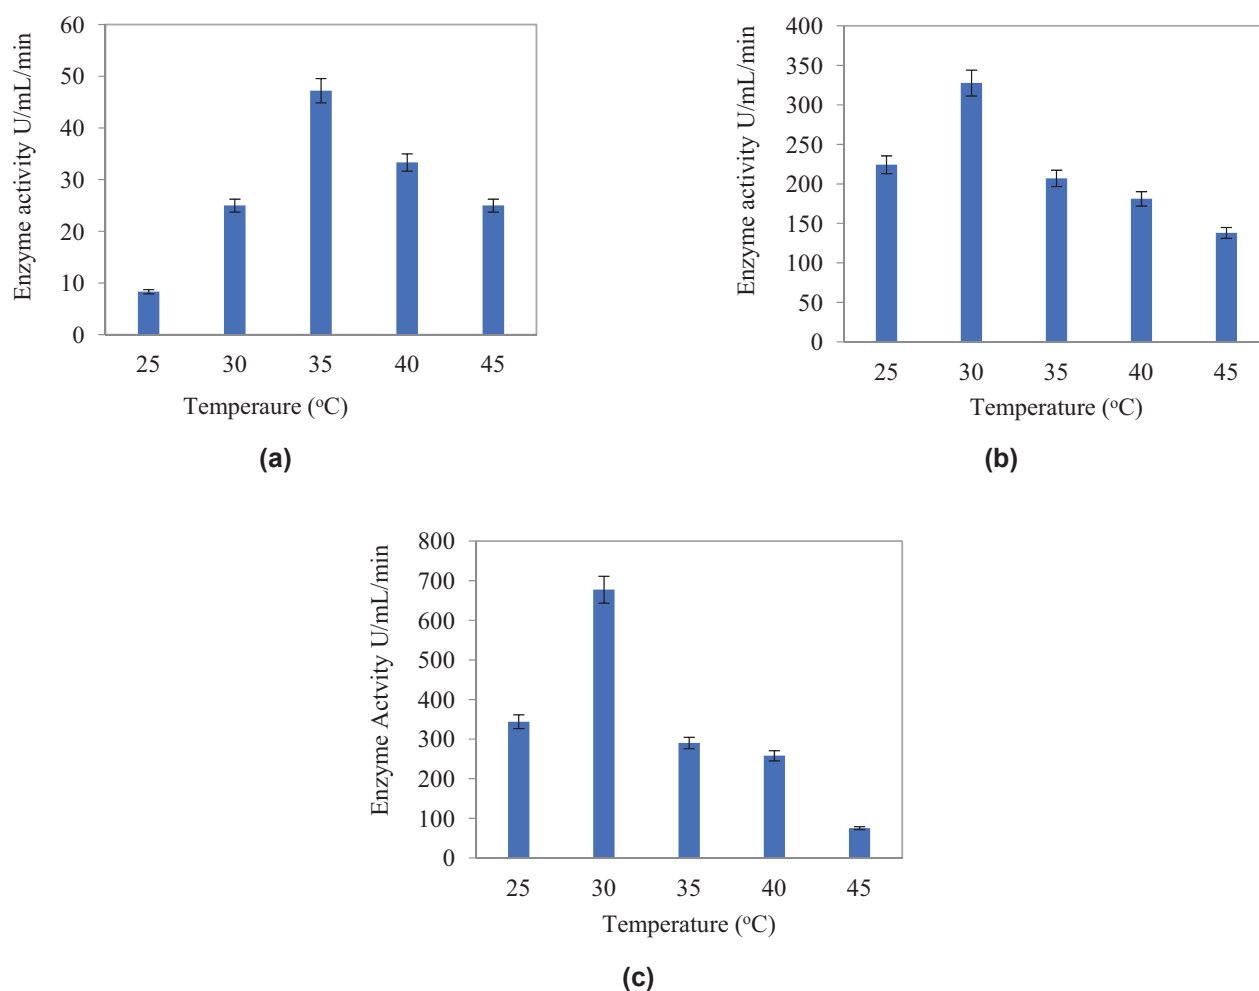 Enzyme activity U/mL/min
60
50
40
30
20
10
0
25 30 35 40 45
Temperaure (°C)
(a)
Enzyme activity U/mL/min
400
350
300
250
200
150
100
50
0
25 30 35 40 45
Temperature (°C)
(b)
Enzyme Actvity U/mL/min
800
700
600
500
400
300
200
100
0
25 30 35 40 45
Temperature (°C)
(c)